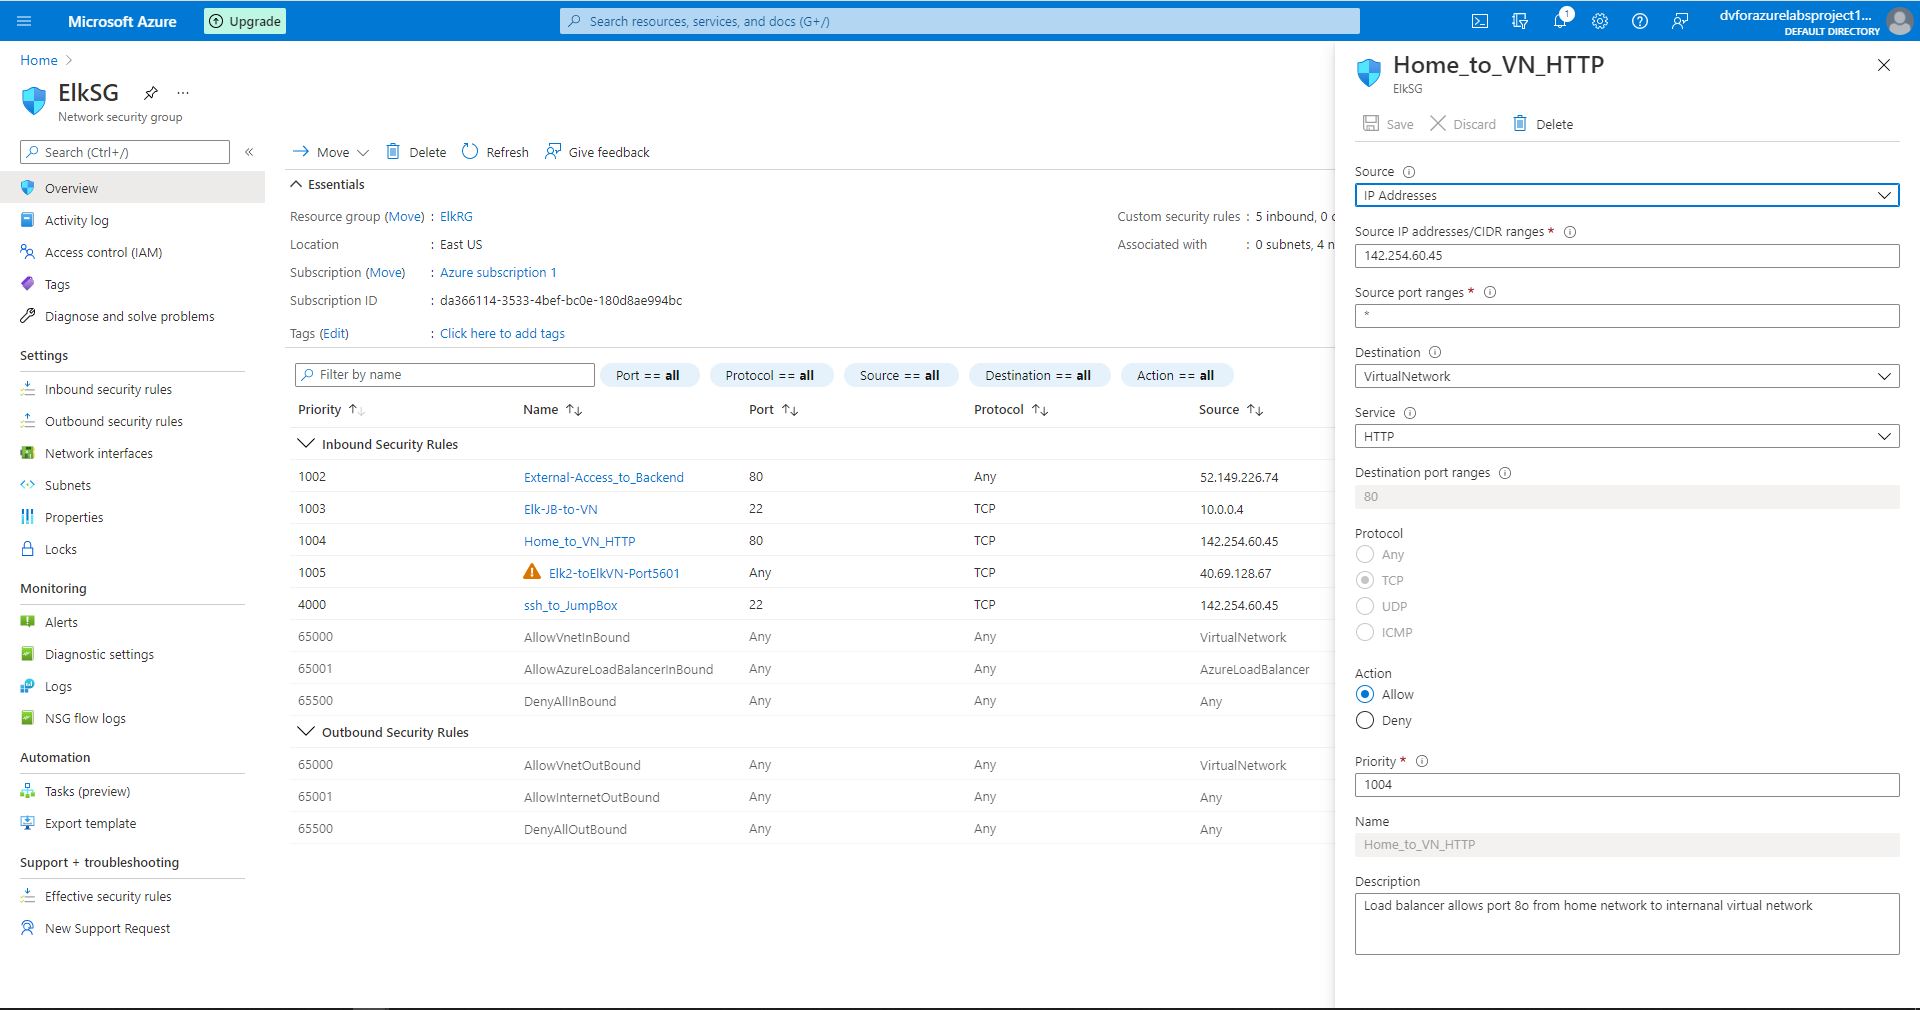 Microsoft Azure
Upgrade
Search resources, services, and docs (G+/)
1
dvforazurelabsproject1...
DEFAULT DIRECTORY
Home >
ElkSG
Network security group
Search (Ctrl+/)
Overview
Activity log
Access control (IAM)
Tags
Diagnose and solve problems
Settings
Inbound security rules
Outbound security rules
Network interfaces
Subnets
Properties
Locks
Monitoring
Alerts
Diagnostic settings
Logs
NSG flow logs
Automation
Tasks (preview)
Export template
Support + troubleshooting
Effective security rules
New Support Request
Move Delete Refresh Give feedback
Essentials
Resource group (Move) : ElkRG
Location : East US
Subscription (Move) : Azure subscription 1
Subscription ID : da366114-3533-4bef-bc0e-180d8ae994bc
Tags (Edit) : Click here to add tags
Custom security rules : 5 inbound, 0 c
Associated with : 0 subnets, 4 n
Filter by name Port == all Protocol == all Source == all Destination == all Action == all
Priority Name Port Protocol Source
Inbound Security Rules
1002 External-Access_to_Backend 80 Any 52.149.226.74
1003 Elk-JB-to-VN 22 TCP 10.0.0.4
1004 Home_to_VN_HTTP 80 TCP 142.254.60.45
1005 Elk2-toElkVN-Port5601 Any TCP 40.69.128.67
4000 ssh_to_JumpBox 22 TCP 142.254.60.45
65000 AllowVnetInBound Any Any VirtualNetwork
65001 AllowAzureLoadBalancerInBound Any Any AzureLoadBalancer
65500 DenyAllInBound Any Any Any
Outbound Security Rules
65000 AllowVnetOutBound Any Any VirtualNetwork
65001 AllowInternetOutBound Any Any Any
65500 DenyAllOutBound Any Any Any
Home_to_VN_HTTP
ElkSG
Save Discard Delete
Source
IP Addresses
Source IP addresses/CIDR ranges *
142.254.60.45
Source port ranges *
*
Destination
VirtualNetwork
Service
HTTP
Destination port ranges
80
Protocol
Any
TCP
UDP
ICMP
Action
Allow
Deny
Priority *
1004
Name
Home_to_VN_HTTP
Description
Load balancer allows port 8o from home network to internanal virtual network